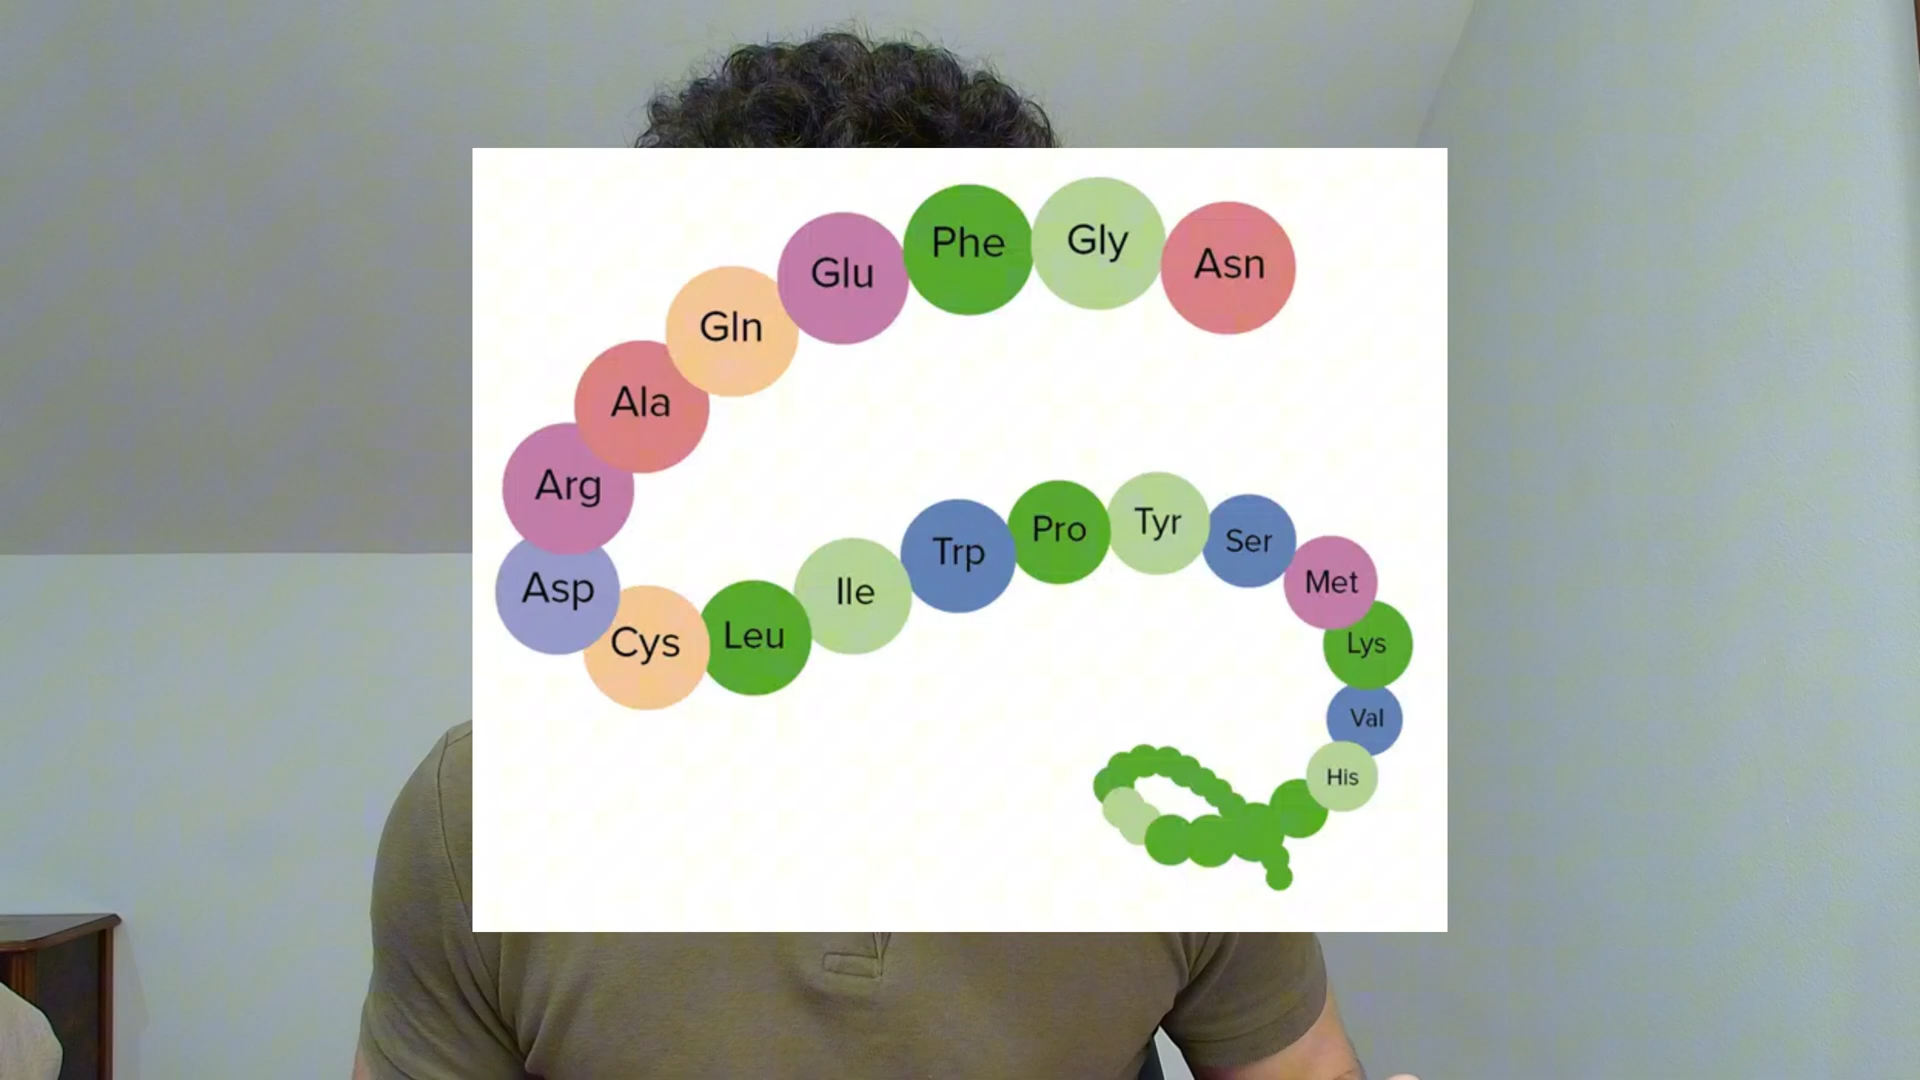 Asn
Gly
Phe
Glu
Gln
Ala
Arg
Asp
Cys
Leu
Ile
Trp
Pro
Tyr
Ser
Met
Lys
Val
His